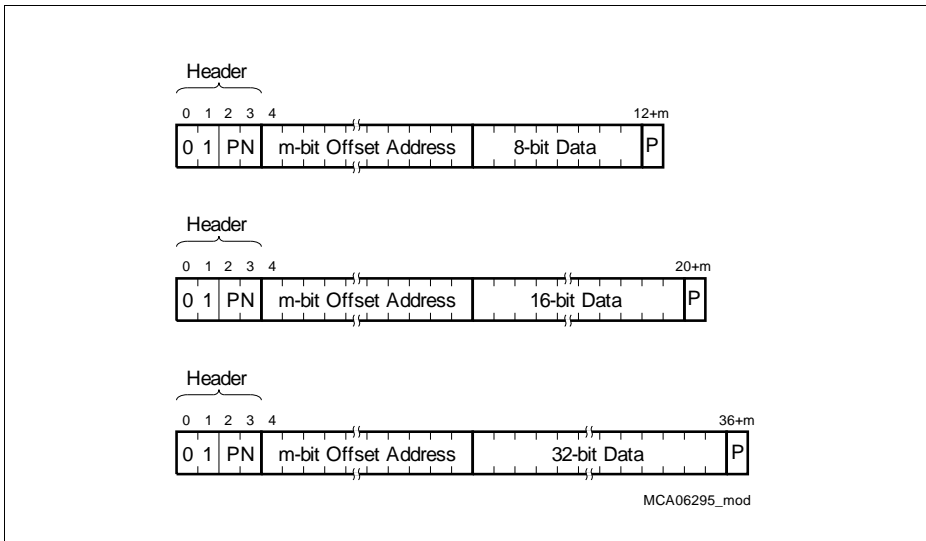 Header
0 1 2 3 4 12+m
0 1 PN m-bit Offset Address 8-bit Data P
Header
0 1 2 3 4 20+m
0 1 PN m-bit Offset Address 16-bit Data P
Header
0 1 2 3 4 36+m
0 1 PN m-bit Offset Address 32-bit Data P
MCA06295_mod